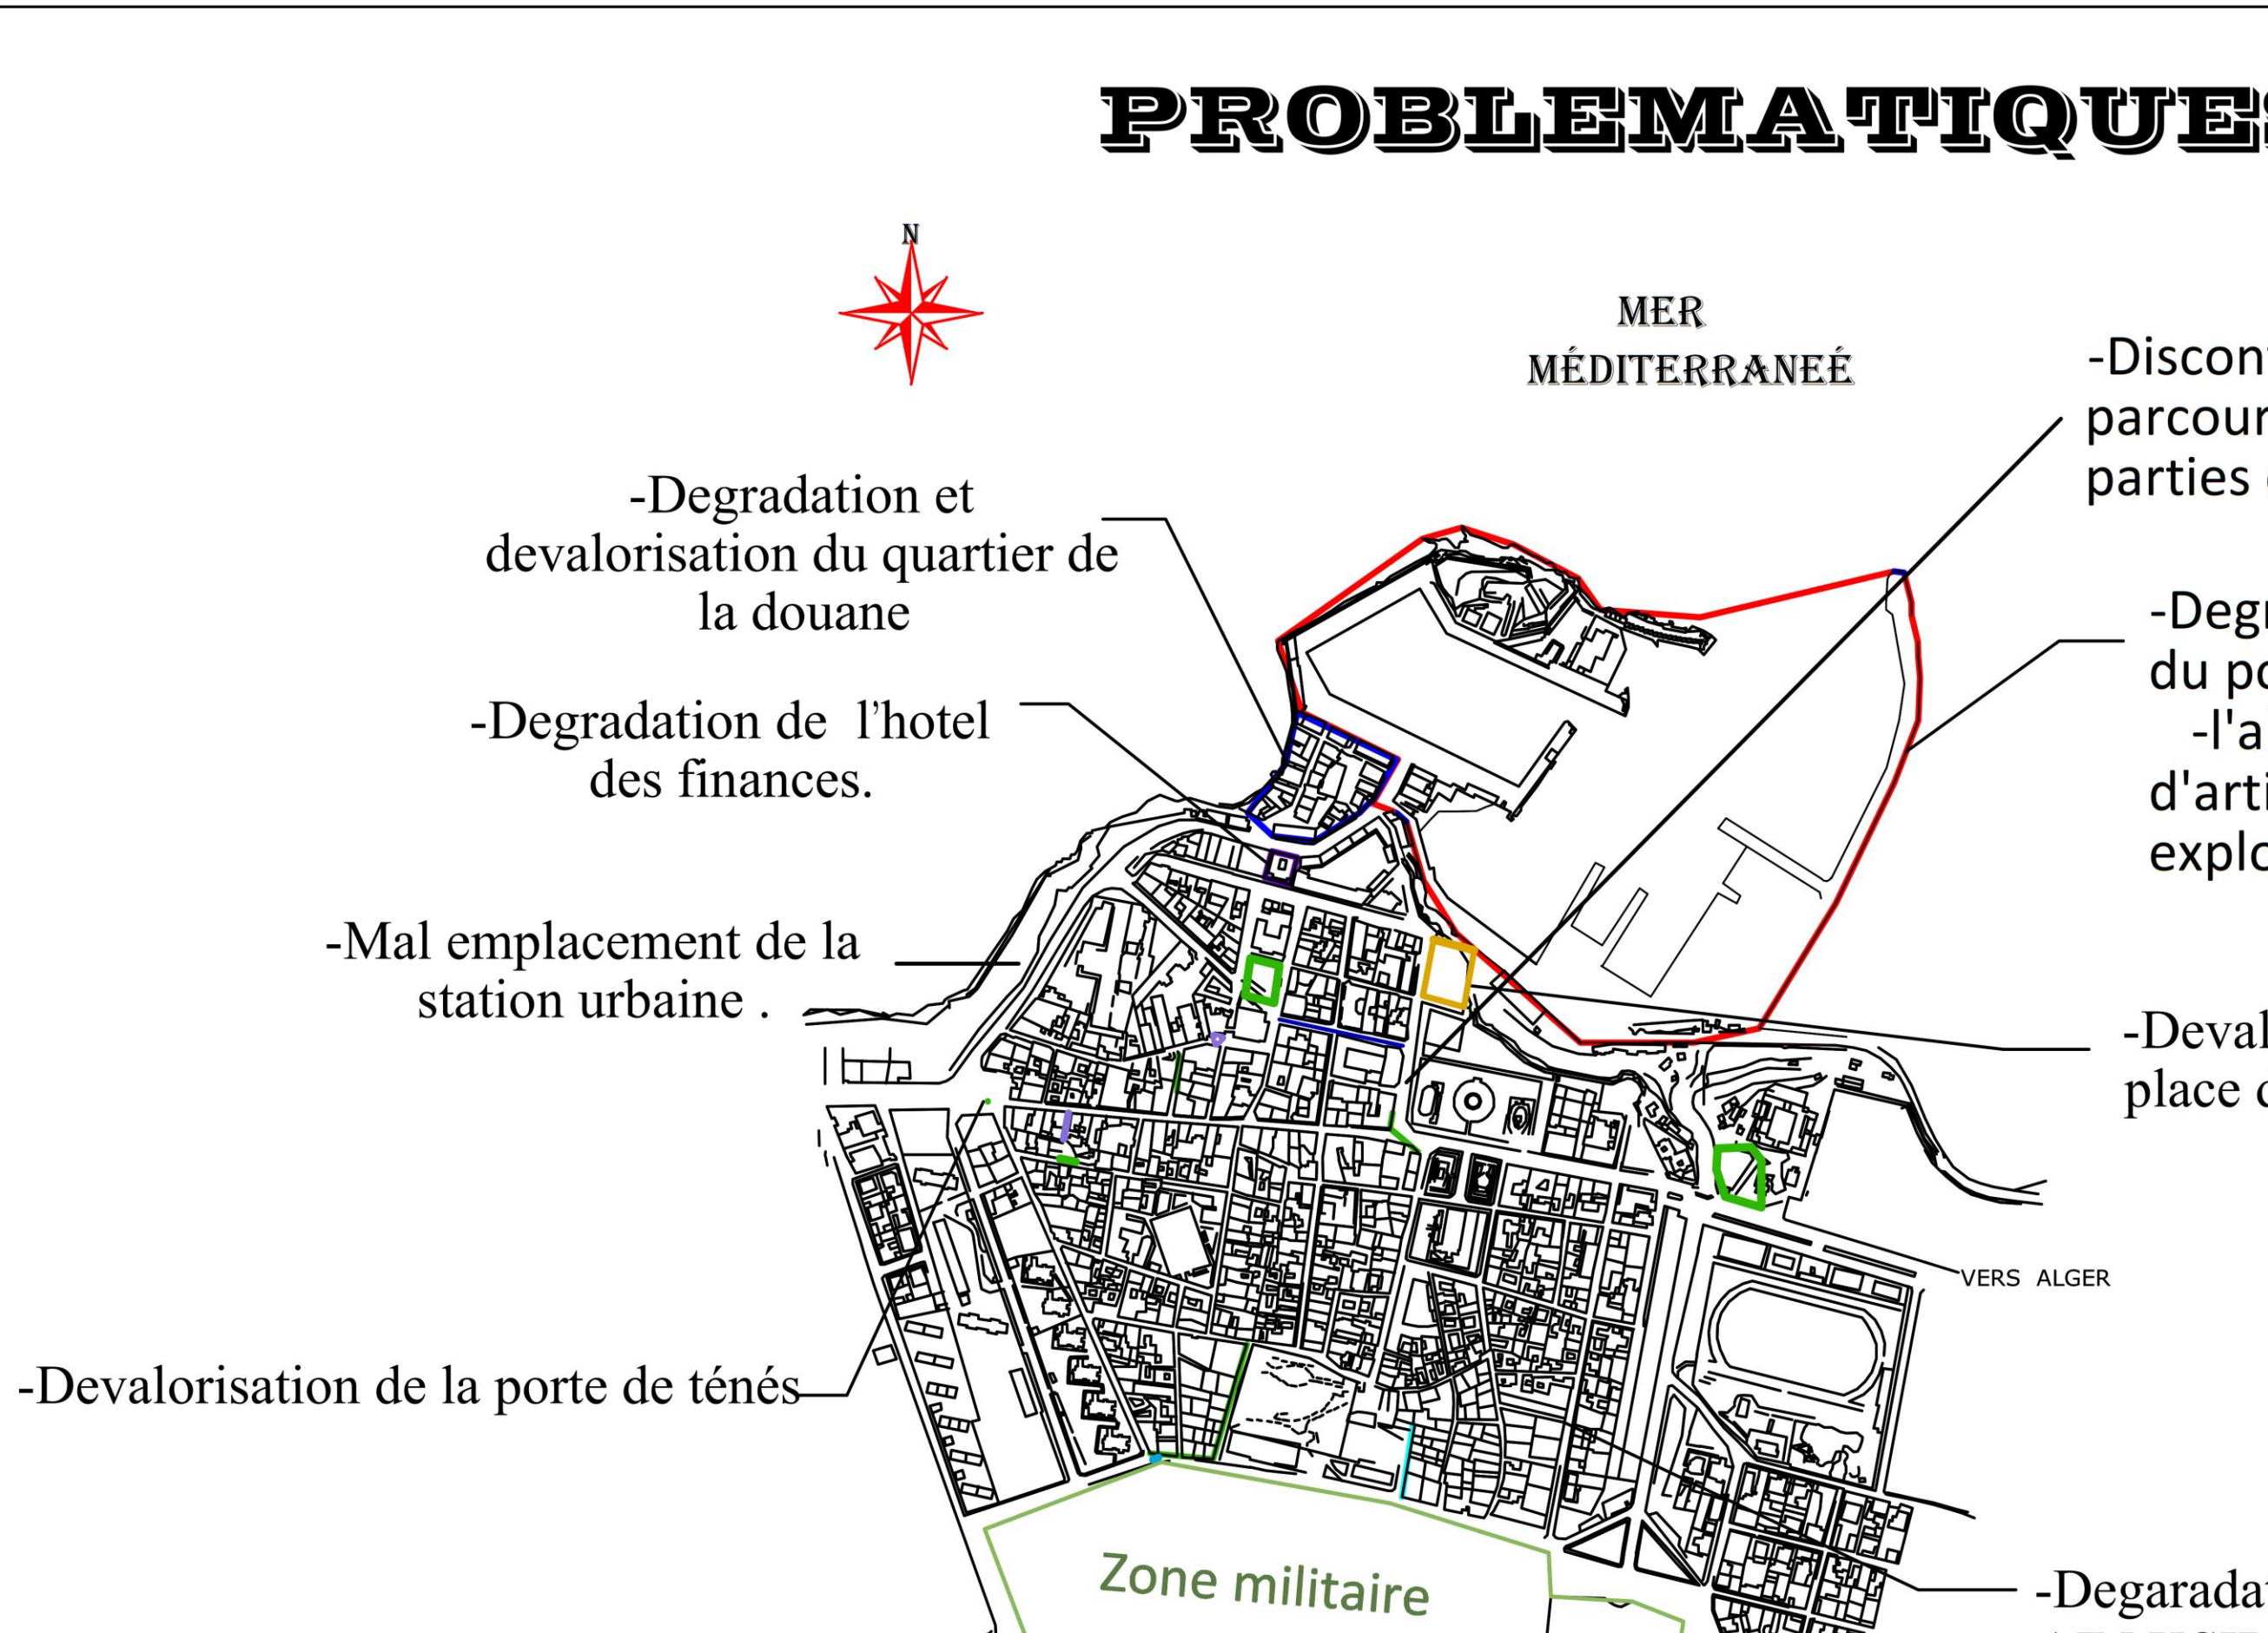 PROBLEMATIQUES
N
MER
MÉDITERRANEÉ
-Degradation et
devalorisation du quartier de
la douane
-Degradation de l'hotel
des finances.
-Mal emplacement de la
station urbaine .
-Devalorisation de la porte de ténés
-Discon
parcour
parties
-Degr
du po
-l'a
d'arti
explo
-Deval
place d
VERS ALGER
Zone militaire
-Degarada